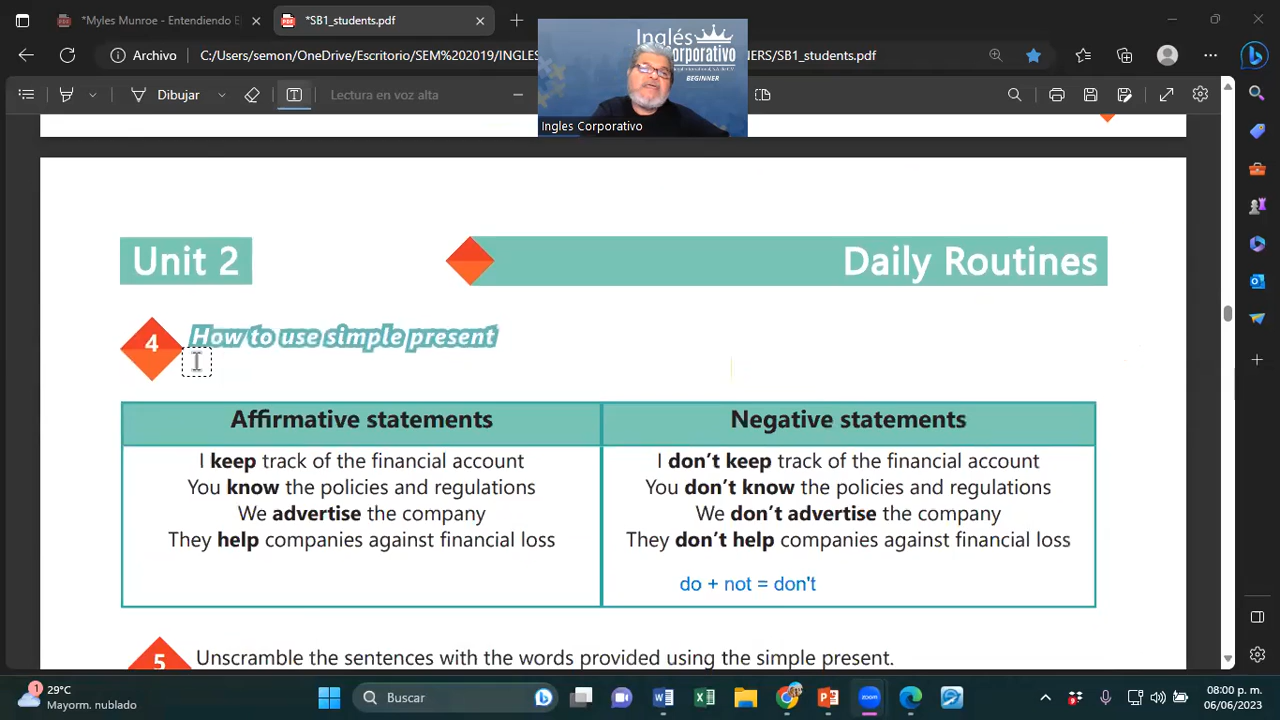 *Myles Munroe - Entendiendo E
*SB1_students.pdf
Archivo
C:/Users/semon/OneDrive/Escritorio/SEM%202019/INGLES
NERS/SB1_students.pdf
Dibujar
Lectura en voz alta
Inglés
Corporativo
BEGINNER
Ingles Corporativo
Unit 2
Daily Routines
4
How to use simple present
Affirmative statements
Negative statements
I keep track of the financial account
I don't keep track of the financial account
You know the policies and regulations
You don't know the policies and regulations
We advertise the company
We don't advertise the company
They help companies against financial loss
They don't help companies against financial loss
do + not = don't
5
Unscramble the sentences with the words provided using the simple present.
1
29°C
Mayorm. nublado
Buscar
zoom
08:00 p. m.
06/06/2023